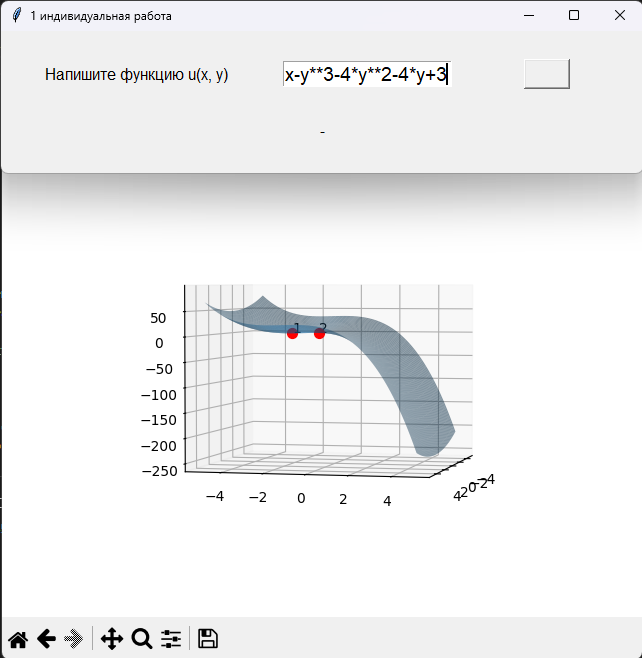 1 индивидуальная работа
Напишите функцию u(x, y)
x-y**3-4*y**2-4*y+3
-
1 2
50
0
−50
−100
−150
−200
−250
−4 −2 0 2 4
4 2 0 −2 −4